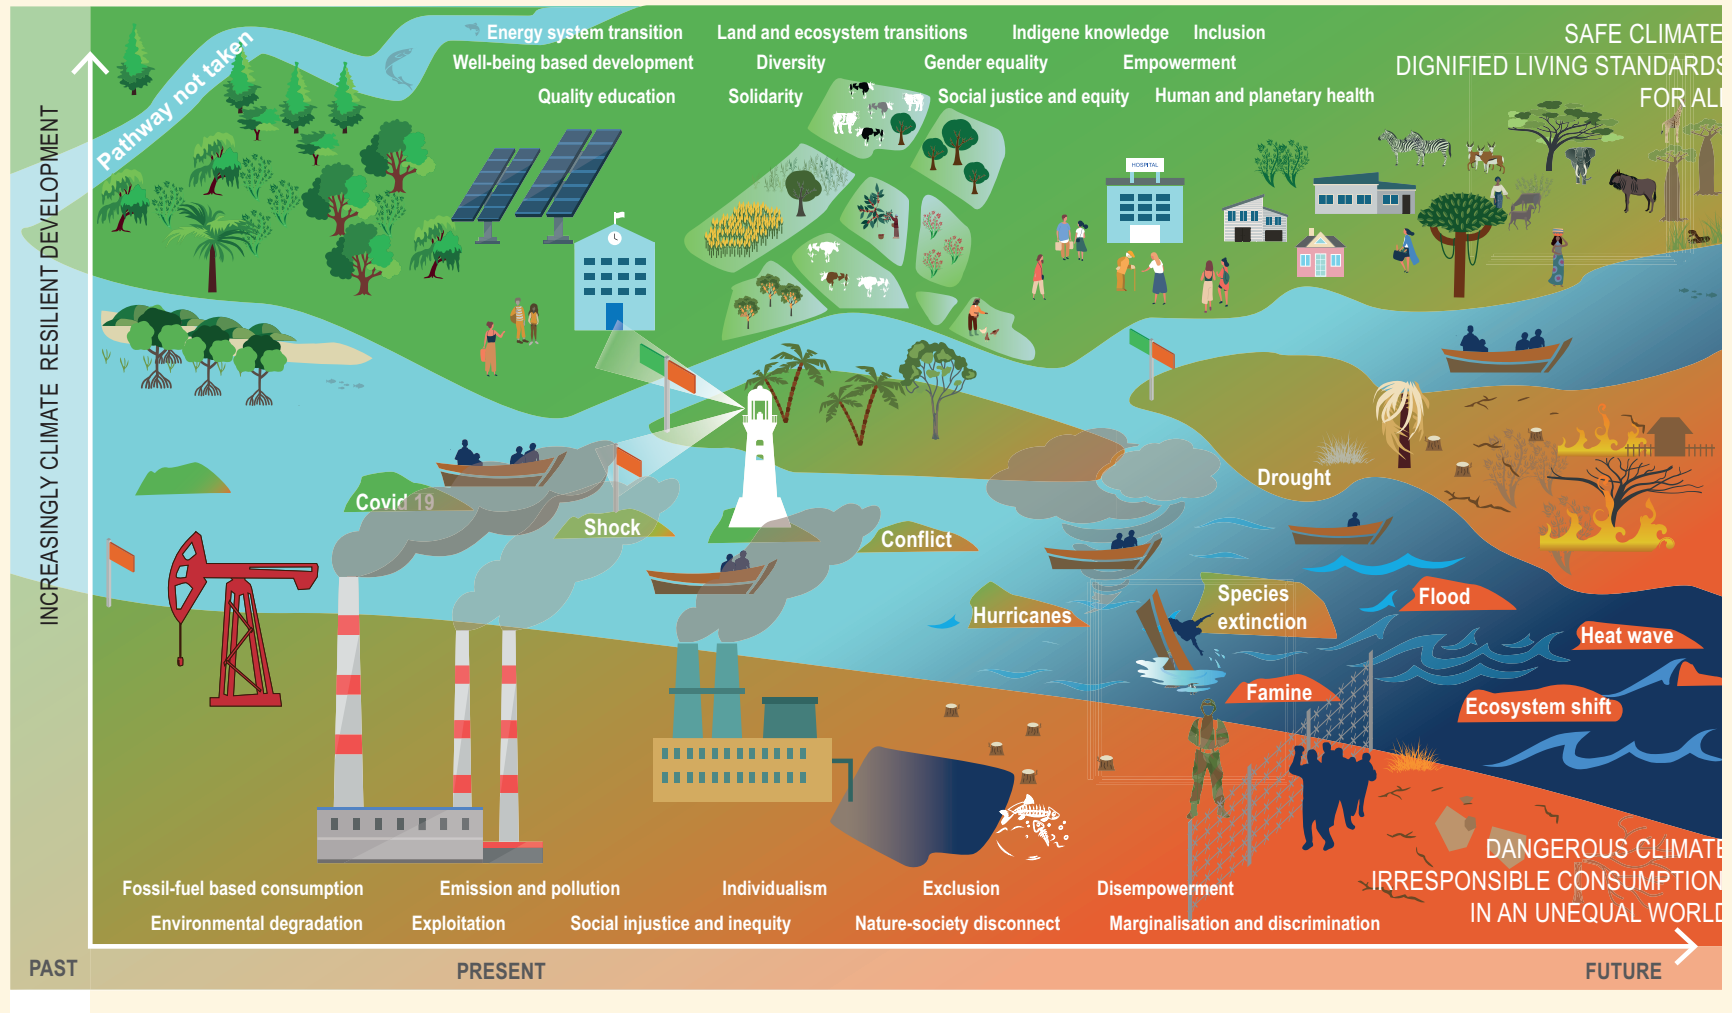 Energy system transition
Land and ecosystem transitions
Indigene knowledge
Inclusion
Well-being based development
Diversity
Gender equality
Empowerment
Quality education
Solidarity
Social justice and equity
Human and planetary health
SAFE CLIMATE
DIGNIFIED LIVING STANDARDS
FOR ALL
Pathway not taken
INCREASINGLY CLIMATE RESILIENT DEVELOPMENT
HOSPITAL
Covid 19
Shock
Conflict
Drought
Hurricanes
Species
extinction
Flood
Heat wave
Famine
Ecosystem shift
DANGEROUS CLIMATE
IRRESPONSIBLE CONSUMPTION
IN AN UNEQUAL WORLD
Fossil-fuel based consumption
Emission and pollution
Individualism
Exclusion
Disempowerment
Environmental degradation
Exploitation
Social injustice and inequity
Nature-society disconnect
Marginalisation and discrimination
PAST
PRESENT
FUTURE